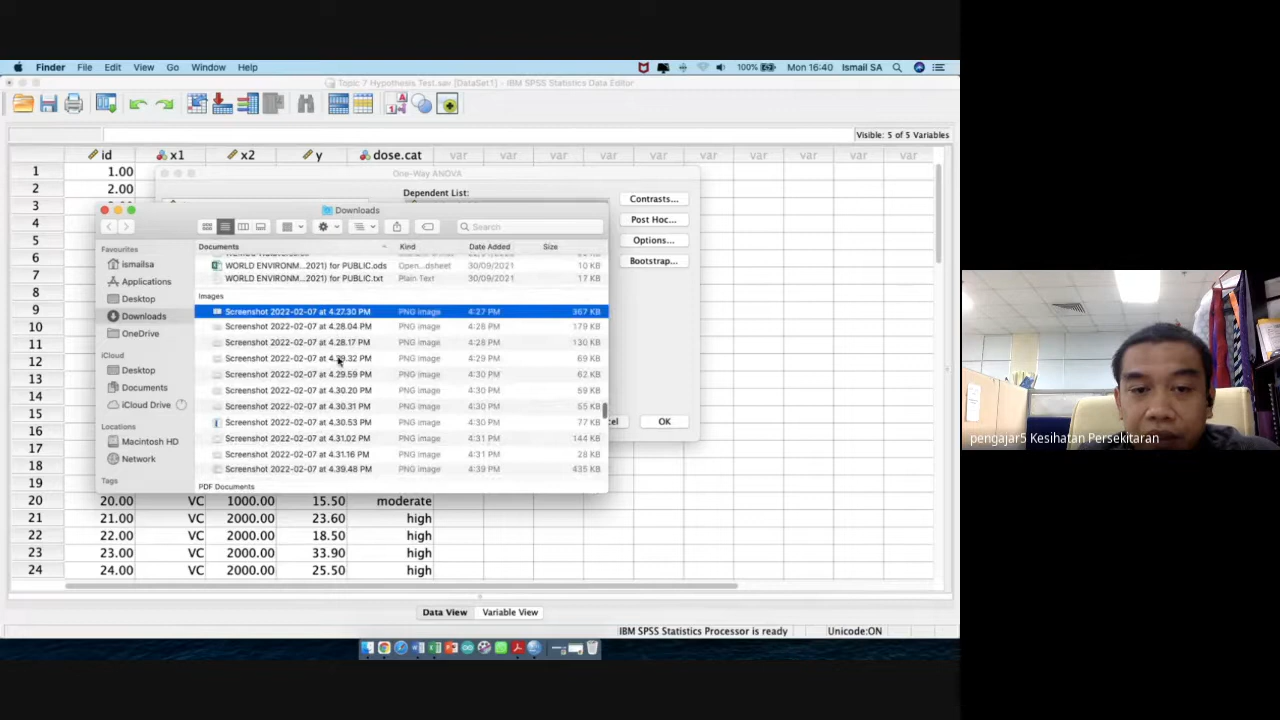 Finder File Edit View Go Window Help 100% Mon 16:40 Ismail SA
Topic 7 Hypothesis Test.sav [DataSet1] - IBM SPSS Statistics Data Editor
Visible: 5 of 5 Variables
id x1 x2 y dose.cat var var var var var var var var var var
1 1.00
2 2.00
3
4
5
6
7
8
9
10
11
12
13
14
15
16
17
18
19
20 20.00 VC 1000.00 15.50 moderate
21 21.00 VC 2000.00 23.60 high
22 22.00 VC 2000.00 18.50 high
23 23.00 VC 2000.00 33.90 high
24 24.00 VC 2000.00 25.50 high
One-Way ANOVA
Dependent List:
Contrasts...
Post Hoc...
Options...
Bootstrap...
OK
Downloads
Search
Favourites
ismailsa
Applications
Desktop
Downloads
OneDrive
iCloud
Desktop
Documents
iCloud Drive
Locations
Macintosh HD
Network
Tags
Documents Kind Date Added Size
WORLD ENVIRONM...2021) for PUBLIC.ods Open...dsheet 30/09/2021 10 KB
WORLD ENVIRONM...2021) for PUBLIC.txt Plain Text 30/09/2021 17 KB
Images
Screenshot 2022-02-07 at 4.27.30 PM PNG image 4:27 PM 367 KB
Screenshot 2022-02-07 at 4.28.04 PM PNG image 4:28 PM 179 KB
Screenshot 2022-02-07 at 4.28.17 PM PNG image 4:28 PM 130 KB
Screenshot 2022-02-07 at 4.29.32 PM PNG image 4:29 PM 69 KB
Screenshot 2022-02-07 at 4.29.59 PM PNG image 4:30 PM 62 KB
Screenshot 2022-02-07 at 4.30.20 PM PNG image 4:30 PM 59 KB
Screenshot 2022-02-07 at 4.30.31 PM PNG image 4:30 PM 55 KB
Screenshot 2022-02-07 at 4.30.53 PM PNG image 4:30 PM 77 KB
Screenshot 2022-02-07 at 4.31.02 PM PNG image 4:31 PM 144 KB
Screenshot 2022-02-07 at 4.31.16 PM PNG image 4:31 PM 28 KB
Screenshot 2022-02-07 at 4.39.48 PM PNG image 4:39 PM 435 KB
PDF Documents
Data View Variable View
IBM SPSS Statistics Processor is ready Unicode:ON
pengajar5 Kesihatan Persekitaran